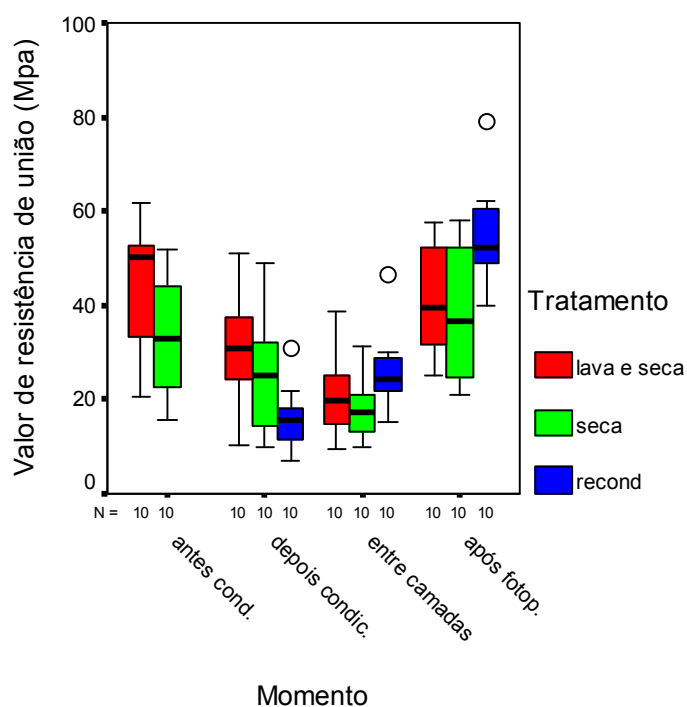 Valor de resistência de união (Mpa)
100
80
60
40
20
0
N = 10 10 10 10 10 10 10 10 10 10 10
antes cond.
depois condic.
entre camadas
após fotop.
Momento
Tratamento
lava e seca
seca
recond